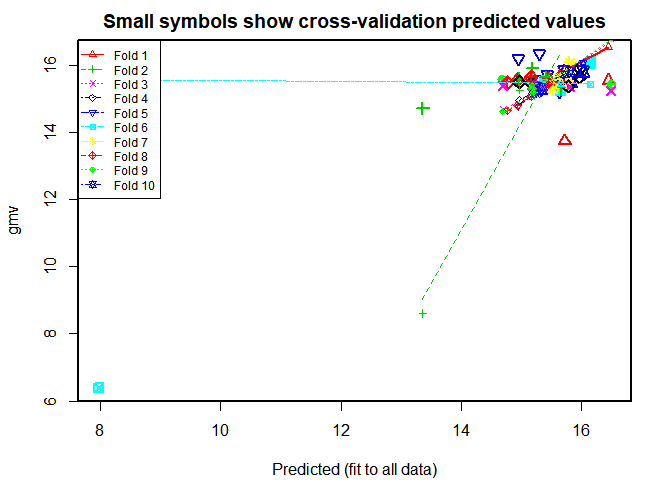 Small symbols show cross-validation predicted values
Fold 1
Fold 2
Fold 3
Fold 4
Fold 5
Fold 6
Fold 7
Fold 8
Fold 9
Fold 10
gmv
16
14
12
10
8
6
8
10
12
14
16
Predicted (fit to all data)